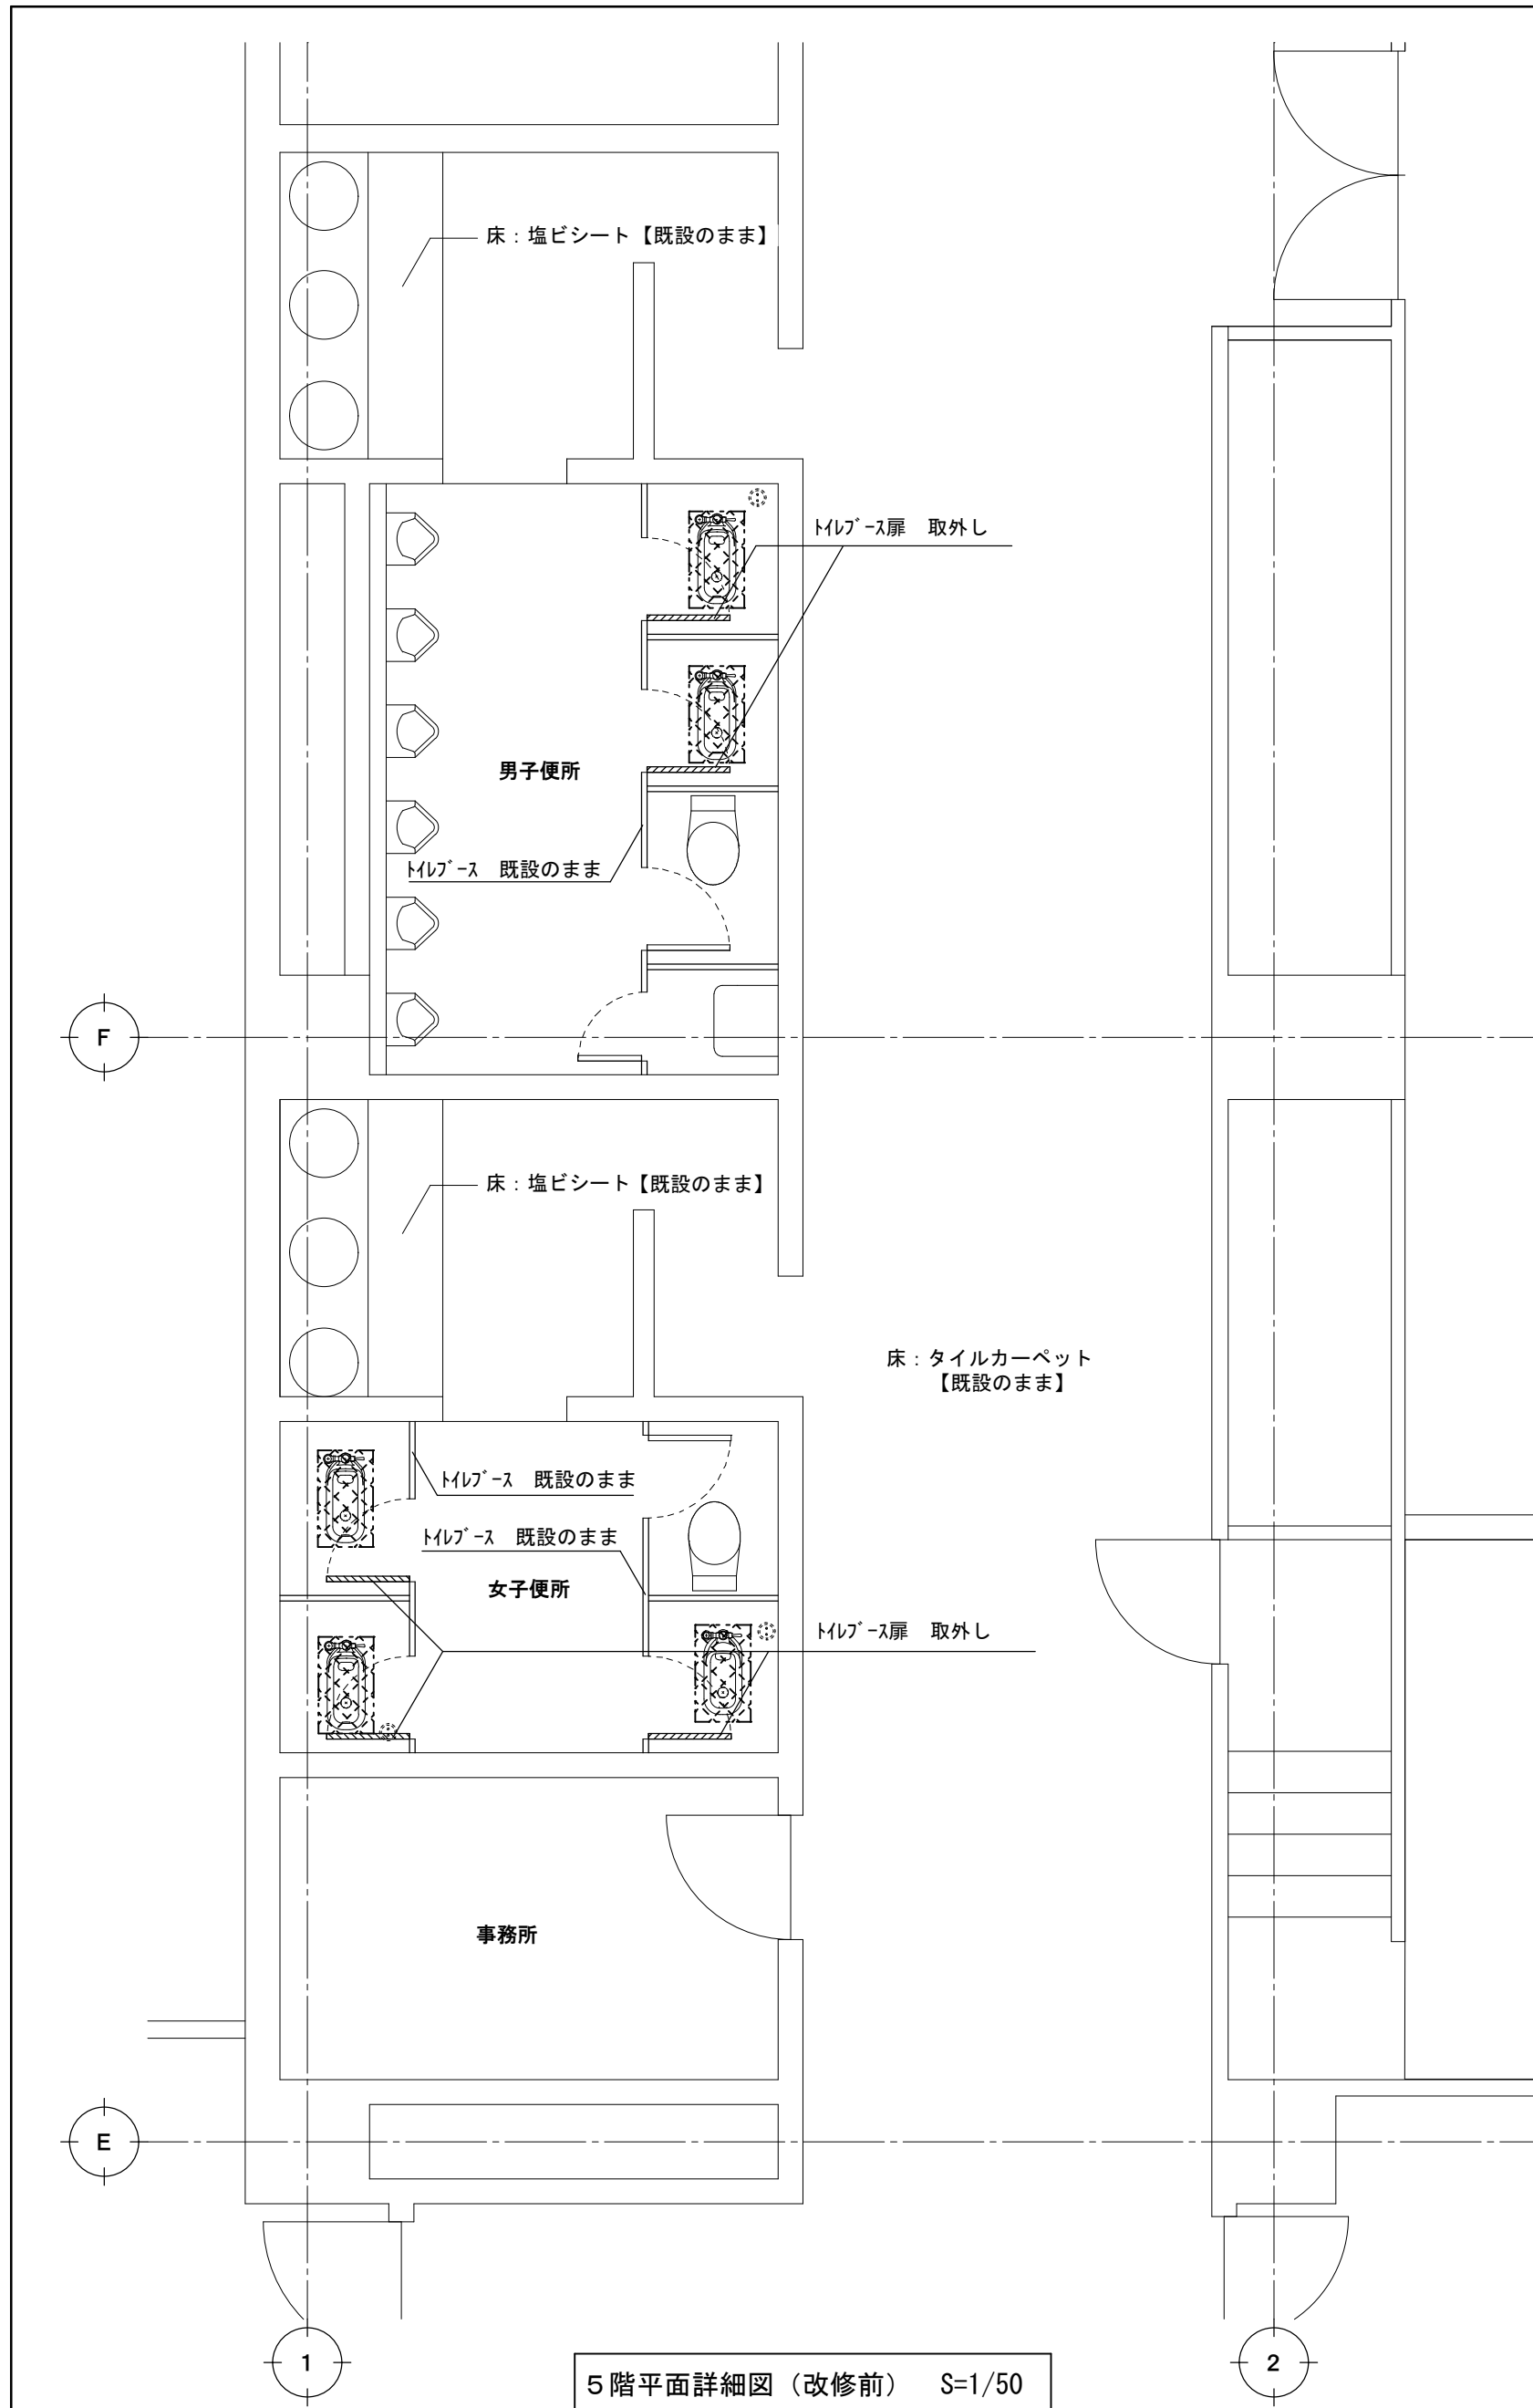 床：塩ビシート【既設のまま】
ﾄｲﾚﾌﾞｰｽ扉　取外し
男子便所
ﾄｲﾚﾌﾞｰｽ　既設のまま
F
床：塩ビシート【既設のまま】
床：タイルカーペット
【既設のまま】
ﾄｲﾚﾌﾞｰｽ　既設のまま
ﾄｲﾚﾌﾞｰｽ　既設のまま
女子便所
ﾄｲﾚﾌﾞｰｽ扉　取外し
事務所
E
1
2
５階平面詳細図（改修前）　S=1/50